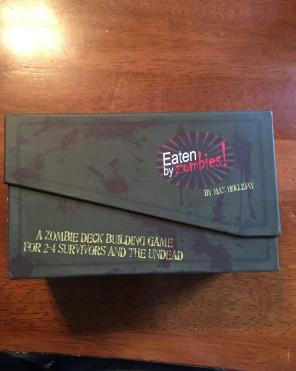 Eaten
by zombies!
BY MAX HOLLIDAY
A ZOMBIE DECK BUILDING GAME
FOR 2-4 SURVIVORS AND THE UNDEAD